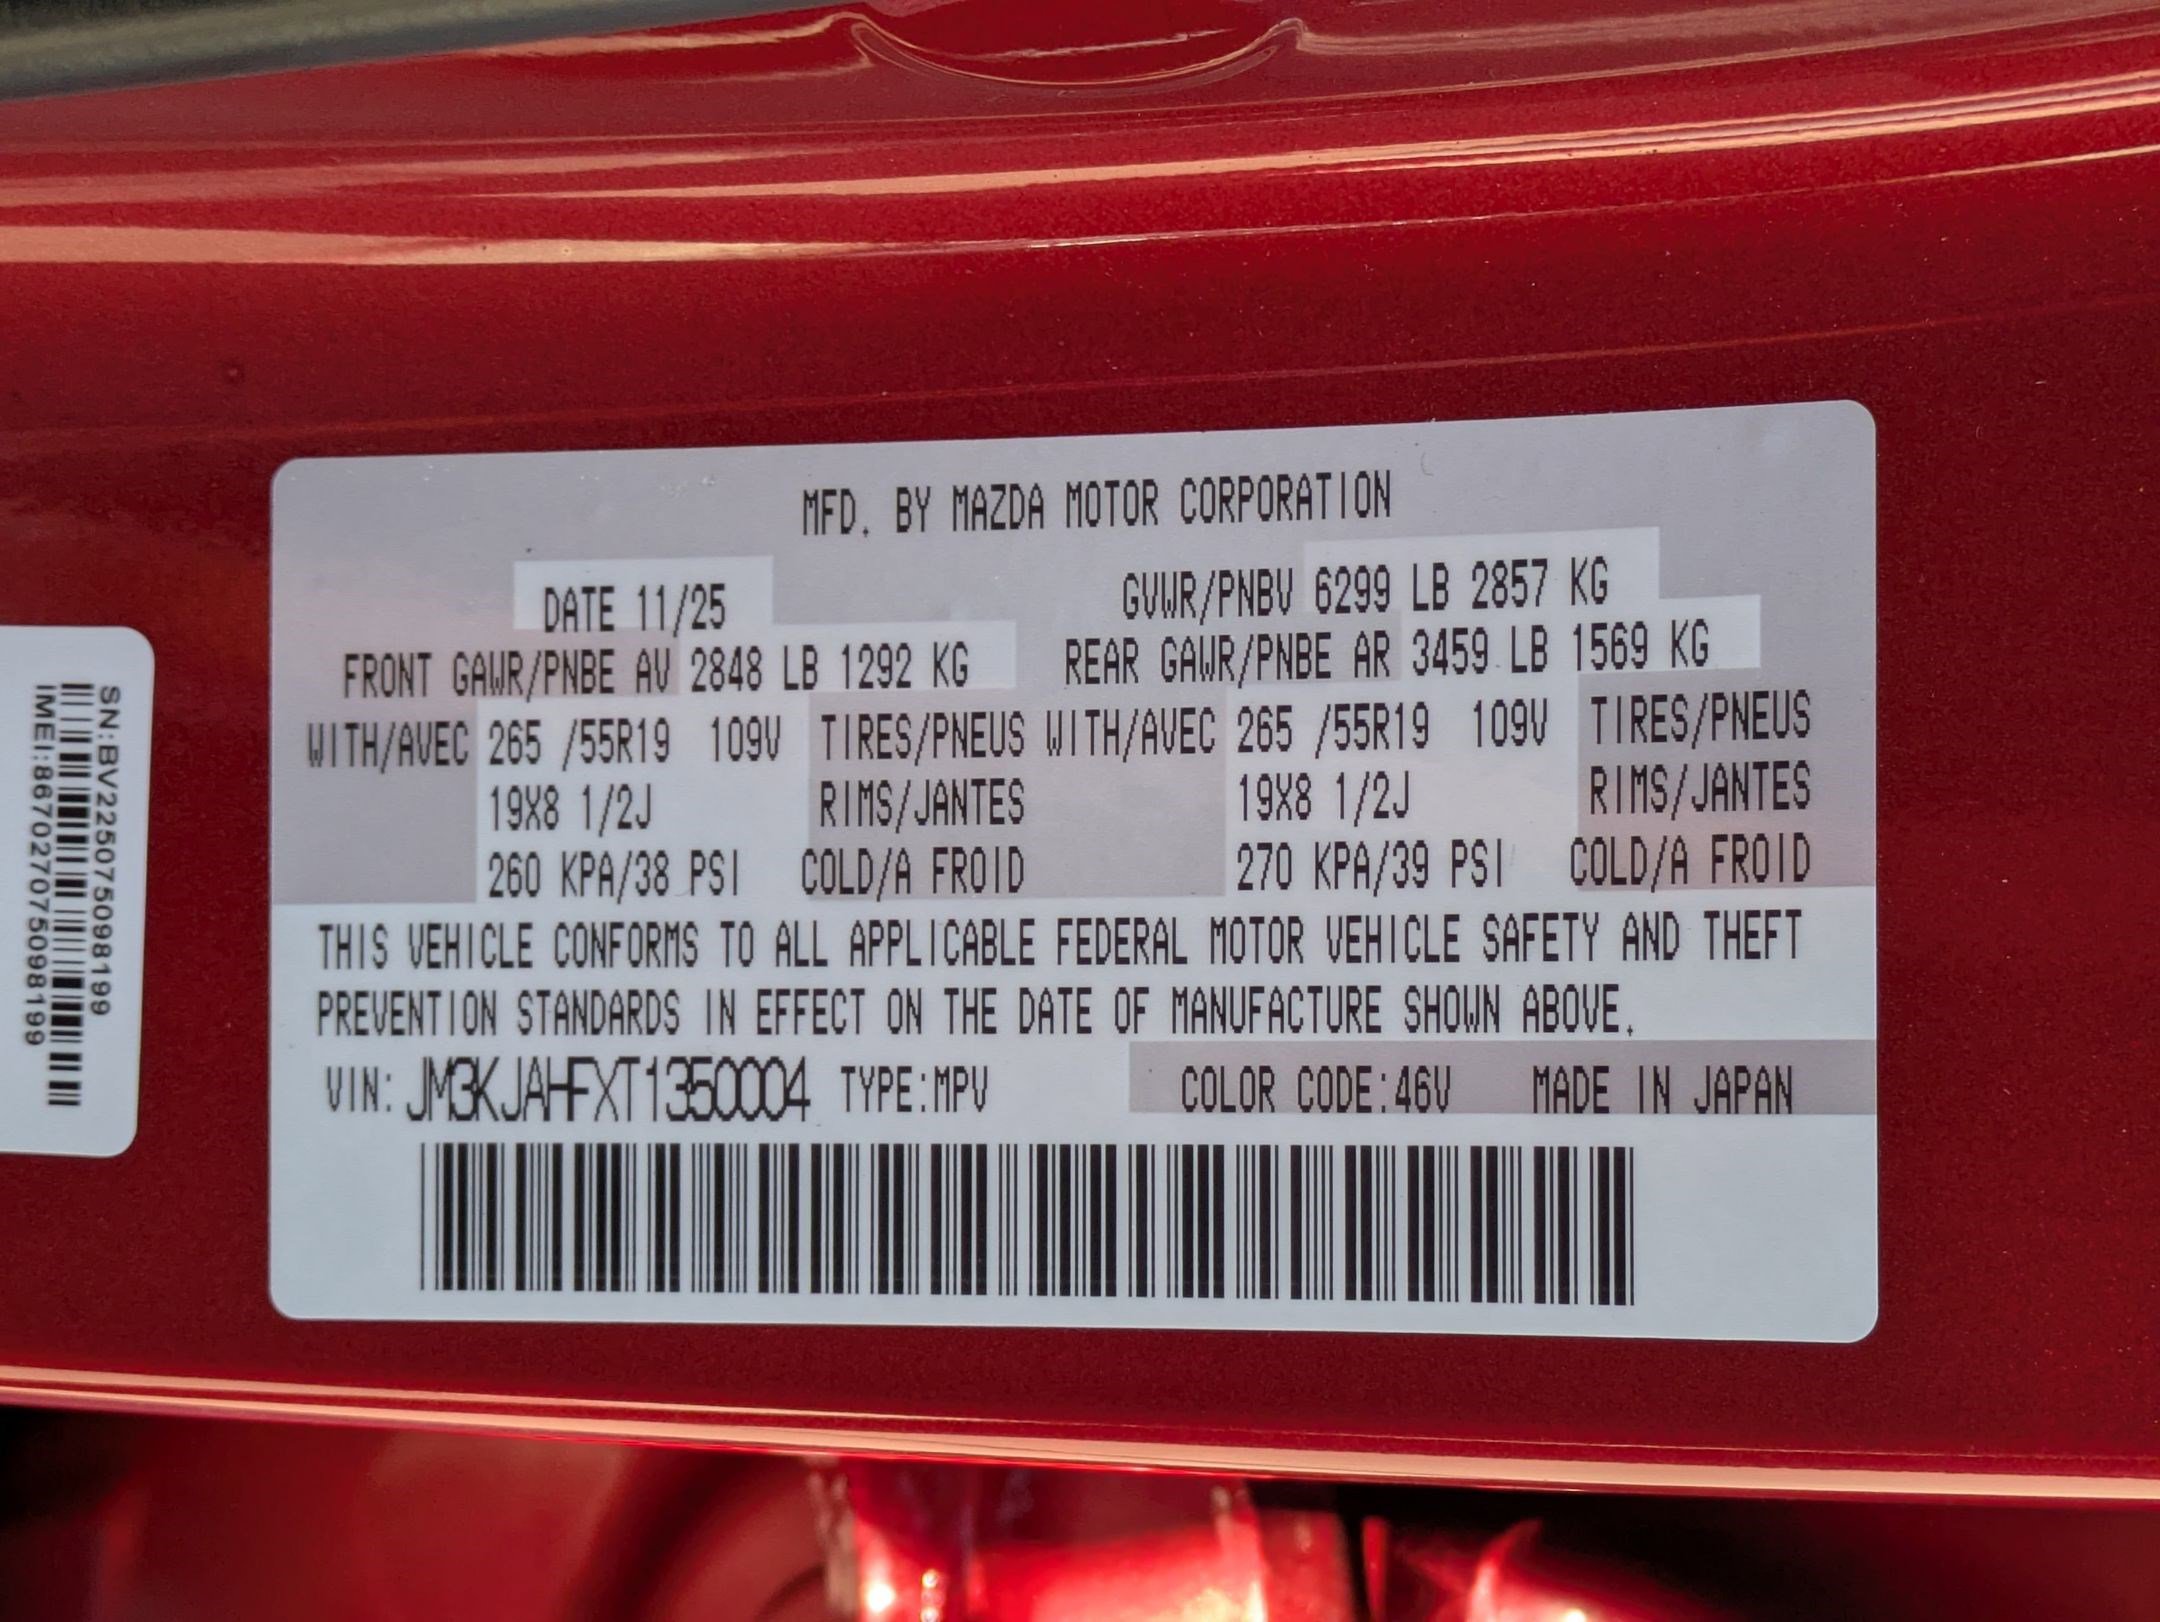 MFD. BY MAZDA MOTOR CORPORATION
DATE 11/25 GVWR/PNBV 6299 LB 2857 KG
FRONT GAWR/PNBE AV 2848 LB 1292 KG REAR GAWR/PNBE AR 3459 LB 1569 KG
WITH/AVEC 265 /55R19 109V TIRES/PNEUS WITH/AVEC 265 /55R19 109V TIRES/PNEUS
19X8 1/2J RIMS/JANTES 19X8 1/2J RIMS/JANTES
260 KPA/38 PSI COLD/A FROID 270 KPA/39 PSI COLD/A FROID
THIS VEHICLE CONFORMS TO ALL APPLICABLE FEDERAL MOTOR VEHICLE SAFETY AND THEFT
PREVENTION STANDARDS IN EFFECT ON THE DATE OF MANUFACTURE SHOWN ABOVE.
VIN: JM3KJAHFXT1350004 TYPE:MPV COLOR CODE:46V MADE IN JAPAN
SN:BV225075098199
IMEI:867027075098199